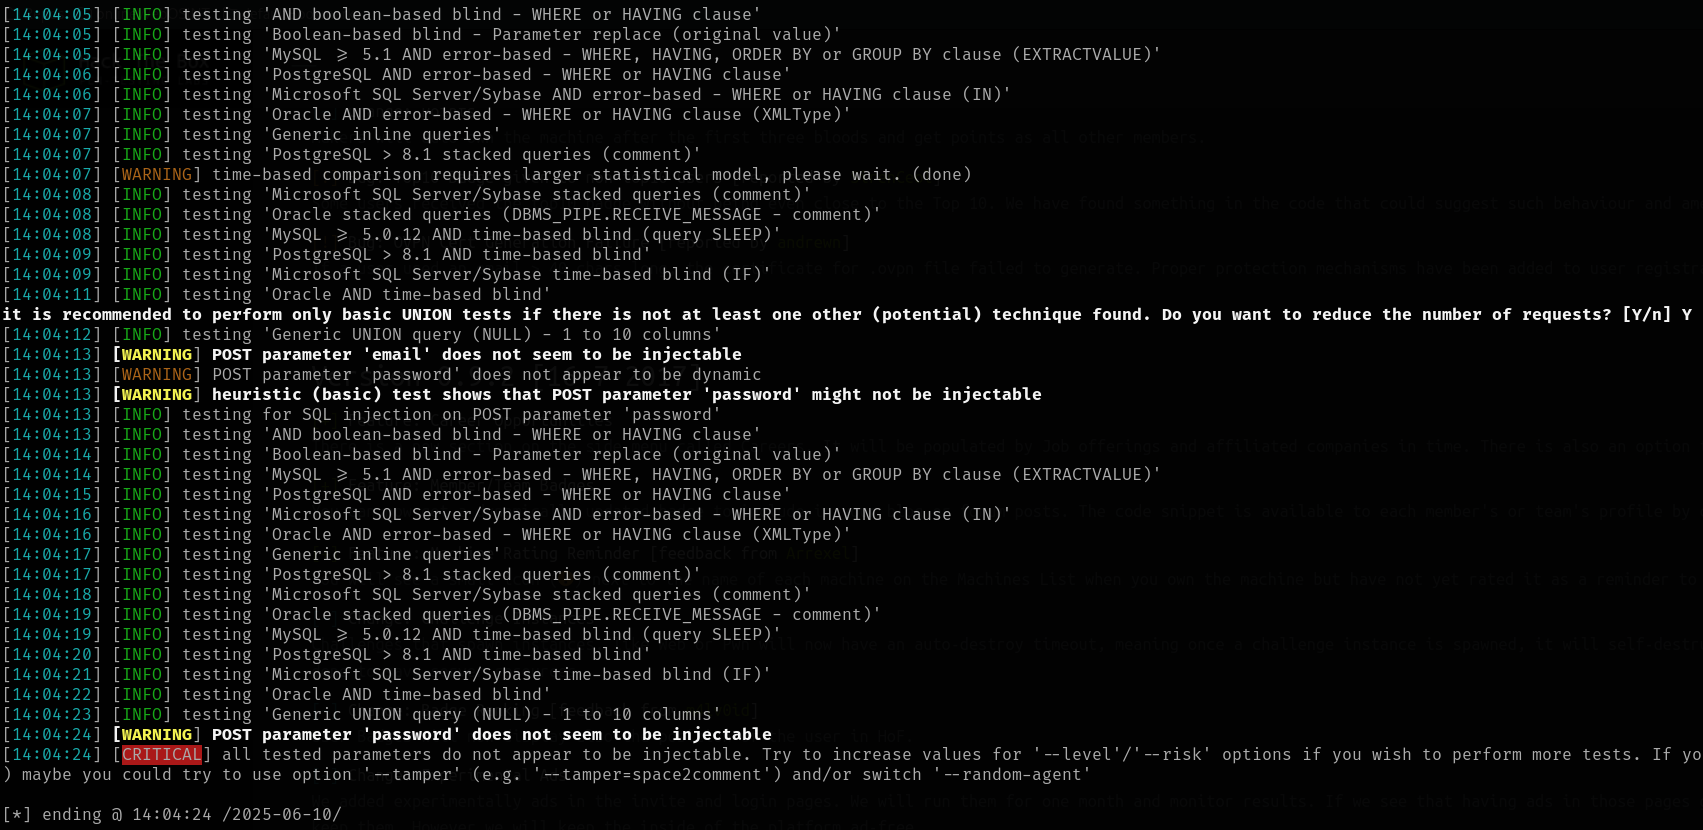 [14:04:05] [INFO] testing 'AND boolean-based blind - WHERE or HAVING clause'
[14:04:05] [INFO] testing 'Boolean-based blind - Parameter replace (original value)'
[14:04:05] [INFO] testing 'MySQL >= 5.1 AND error-based - WHERE, HAVING, ORDER BY or GROUP BY clause (EXTRACTVALUE)'
[14:04:06] [INFO] testing 'PostgreSQL AND error-based - WHERE or HAVING clause'
[14:04:06] [INFO] testing 'Microsoft SQL Server/Sybase AND error-based - WHERE or HAVING clause (IN)'
[14:04:07] [INFO] testing 'Oracle AND error-based - WHERE or HAVING clause (XMLType)'
[14:04:07] [INFO] testing 'Generic inline queries'
[14:04:07] [INFO] testing 'PostgreSQL > 8.1 stacked queries (comment)'
[14:04:07] [WARNING] time-based comparison requires larger statistical model, please wait. (done)
[14:04:08] [INFO] testing 'Microsoft SQL Server/Sybase stacked queries (comment)'
[14:04:08] [INFO] testing 'Oracle stacked queries (DBMS_PIPE.RECEIVE_MESSAGE - comment)'
[14:04:08] [INFO] testing 'MySQL >= 5.0.12 AND time-based blind (query SLEEP)'
[14:04:09] [INFO] testing 'PostgreSQL > 8.1 AND time-based blind'
[14:04:09] [INFO] testing 'Microsoft SQL Server/Sybase time-based blind (IF)'
[14:04:11] [INFO] testing 'Oracle AND time-based blind'
it is recommended to perform only basic UNION tests if there is not at least one other (potential) technique found. Do you want to reduce the number of requests? [Y/n] Y
[14:04:12] [INFO] testing 'Generic UNION query (NULL) - 1 to 10 columns'
[14:04:13] [WARNING] POST parameter 'email' does not seem to be injectable
[14:04:13] [WARNING] POST parameter 'password' does not appear to be dynamic
[14:04:13] [WARNING] heuristic (basic) test shows that POST parameter 'password' might not be injectable
[14:04:13] [INFO] testing for SQL injection on POST parameter 'password'
[14:04:13] [INFO] testing 'AND boolean-based blind - WHERE or HAVING clause'
[14:04:14] [INFO] testing 'Boolean-based blind - Parameter replace (original value)'
[14:04:14] [INFO] testing 'MySQL >= 5.1 AND error-based - WHERE, HAVING, ORDER BY or GROUP BY clause (EXTRACTVALUE)'
[14:04:15] [INFO] testing 'PostgreSQL AND error-based - WHERE or HAVING clause'
[14:04:16] [INFO] testing 'Microsoft SQL Server/Sybase AND error-based - WHERE or HAVING clause (IN)'
[14:04:16] [INFO] testing 'Oracle AND error-based - WHERE or HAVING clause (XMLType)'
[14:04:17] [INFO] testing 'Generic inline queries'
[14:04:17] [INFO] testing 'PostgreSQL > 8.1 stacked queries (comment)'
[14:04:18] [INFO] testing 'Microsoft SQL Server/Sybase stacked queries (comment)'
[14:04:19] [INFO] testing 'Oracle stacked queries (DBMS_PIPE.RECEIVE_MESSAGE - comment)'
[14:04:19] [INFO] testing 'MySQL >= 5.0.12 AND time-based blind (query SLEEP)'
[14:04:20] [INFO] testing 'PostgreSQL > 8.1 AND time-based blind'
[14:04:21] [INFO] testing 'Microsoft SQL Server/Sybase time-based blind (IF)'
[14:04:22] [INFO] testing 'Oracle AND time-based blind'
[14:04:23] [INFO] testing 'Generic UNION query (NULL) - 1 to 10 columns'
[14:04:24] [WARNING] POST parameter 'password' does not seem to be injectable
[14:04:24] [CRITICAL] all tested parameters do not appear to be injectable. Try to increase values for '--level'/'--risk' options if you wish to perform more tests. If yo
) maybe you could try to use option '--tamper' (e.g. '--tamper=space2comment') and/or switch '--random-agent'
[*] ending @ 14:04:24 /2025-06-10/